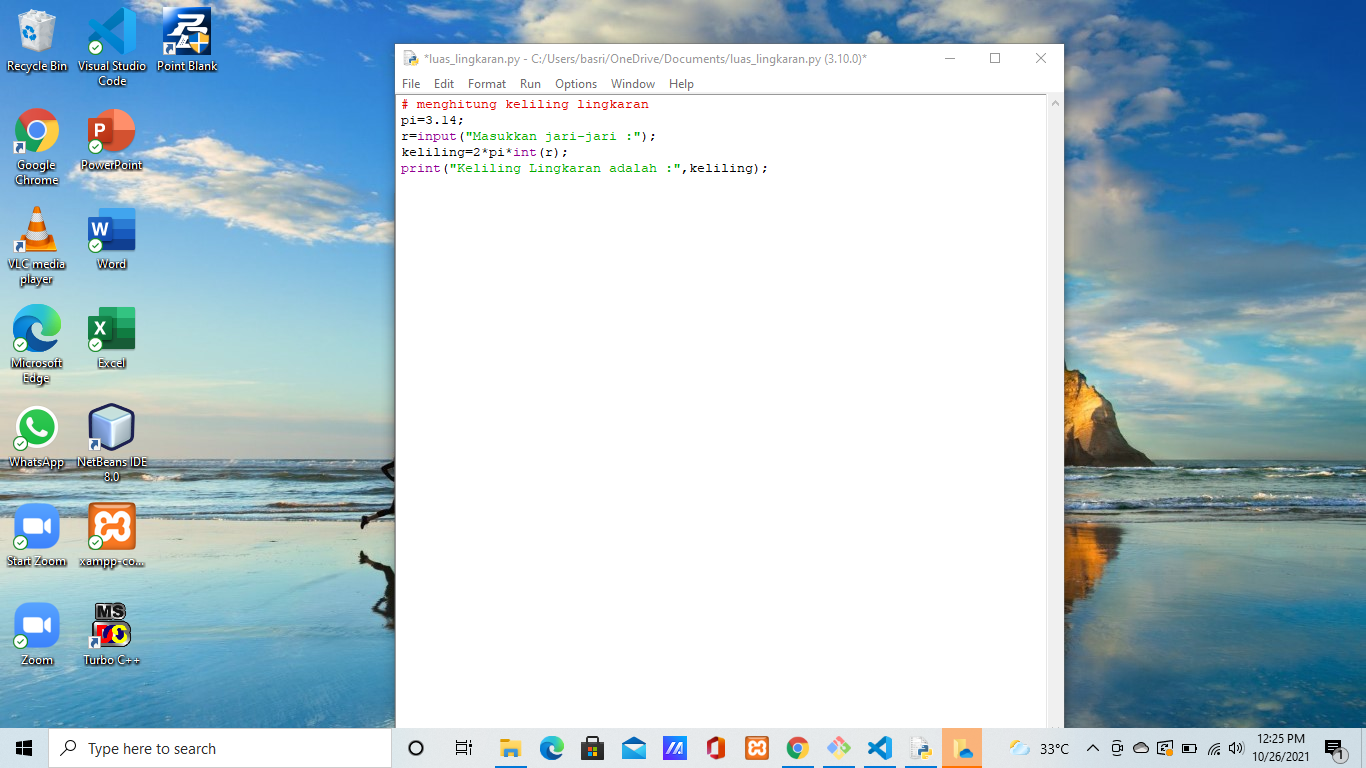 Recycle Bin
Visual Studio
Code
Point Blank
Google
Chrome
PowerPoint
VLC media
player
Word
Microsoft
Edge
Excel
WhatsApp
NetBeans IDE
8.0
Start Zoom
xampp-co...
Zoom
MS
Turbo C++
*luas_lingkaran.py - C:/Users/basri/OneDrive/Documents/luas_lingkaran.py (3.10.0)*
File Edit Format Run Options Window Help
# menghitung keliling lingkaran
pi=3.14;
r=input("Masukkan jari-jari :");
keliling=2*pi*int(r);
print("Keliling Lingkaran adalah :",keliling);
Type here to search
33°C
12:25 PM
10/26/2021
1